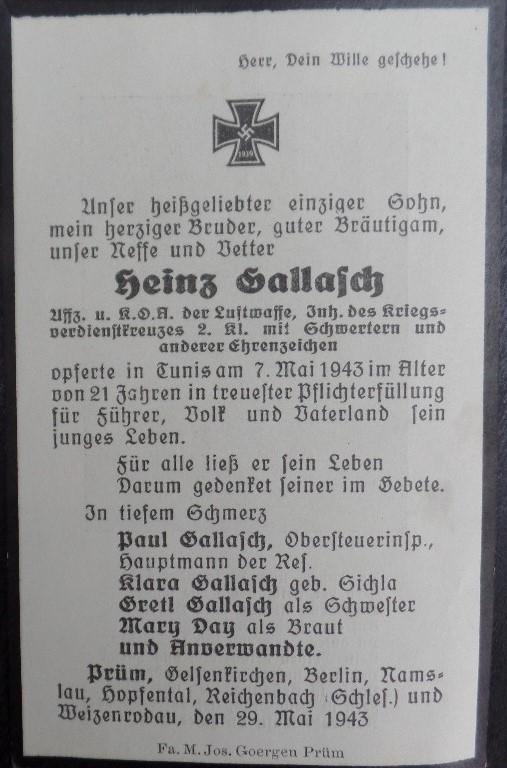 Herr, Dein Wille geschehe!
1939
Unser heißgeliebter einziger Sohn,
mein herziger Bruder, guter Bräutigam,
unser Neffe und Vetter
Heinz Gallasch
Uffz. u. K.O.A. der Luftwaffe, Inh. des Kriegs-
verdienstkreuzes 2. Kl. mit Schwertern und
anderer Ehrenzeichen
opferte in Tunis am 7. Mai 1943 im Alter
von 21 Jahren in treuester Pflichterfüllung
für Führer, Volk und Vaterland sein
junges Leben.
Für alle ließ er sein Leben
Darum gedenket seiner im Gebete.
In tiefem Schmerz
Paul Gallasch, Obersteuerinsp.,
Hauptmann der Res.
Klara Gallasch geb. Sichla
Gretl Gallasch als Schwester
Mary Day als Braut
und Anverwandte.
Prüm, Gelsenkirchen, Berlin, Nams-
lau, Hopfental, Reichenbach (Schles.) und
Weizenrodau, den 29. Mai 1943
Fa. M. Jos. Goergen Prüm